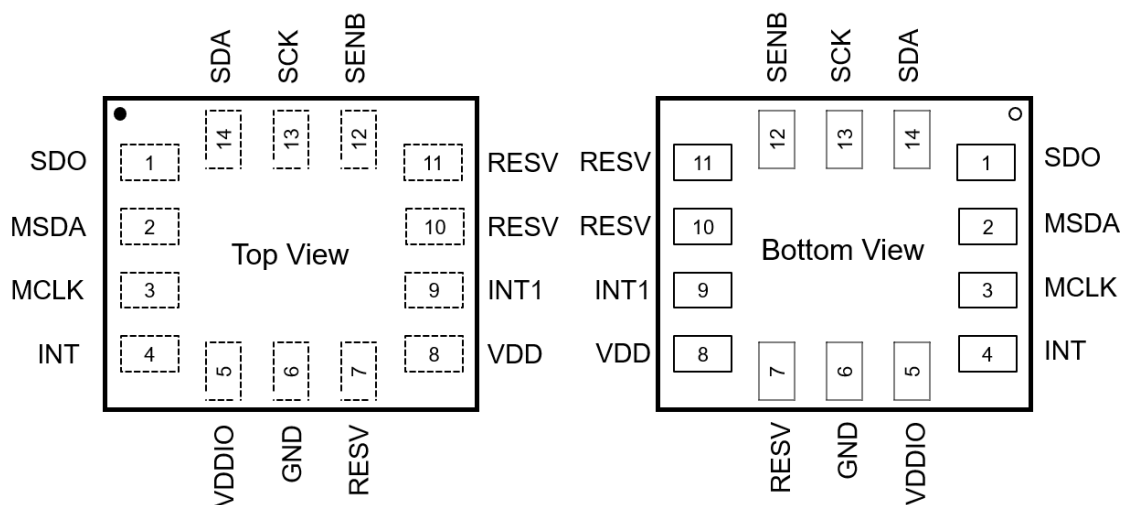 SDA SCK SENB
14 13 12
SDO 1 11 RESV
MSDA 2 10 RESV
Top View
MCLK 3 9 INT1
INT 4 8 VDD
5 6 7
VDDIO GND RESV
SENB SCK SDA
12 13 14
RESV 11 1 SDO
RESV 10 2 MSDA
Bottom View
INT1 9 3 MCLK
VDD 8 4 INT
7 6 5
RESV GND VDDIO